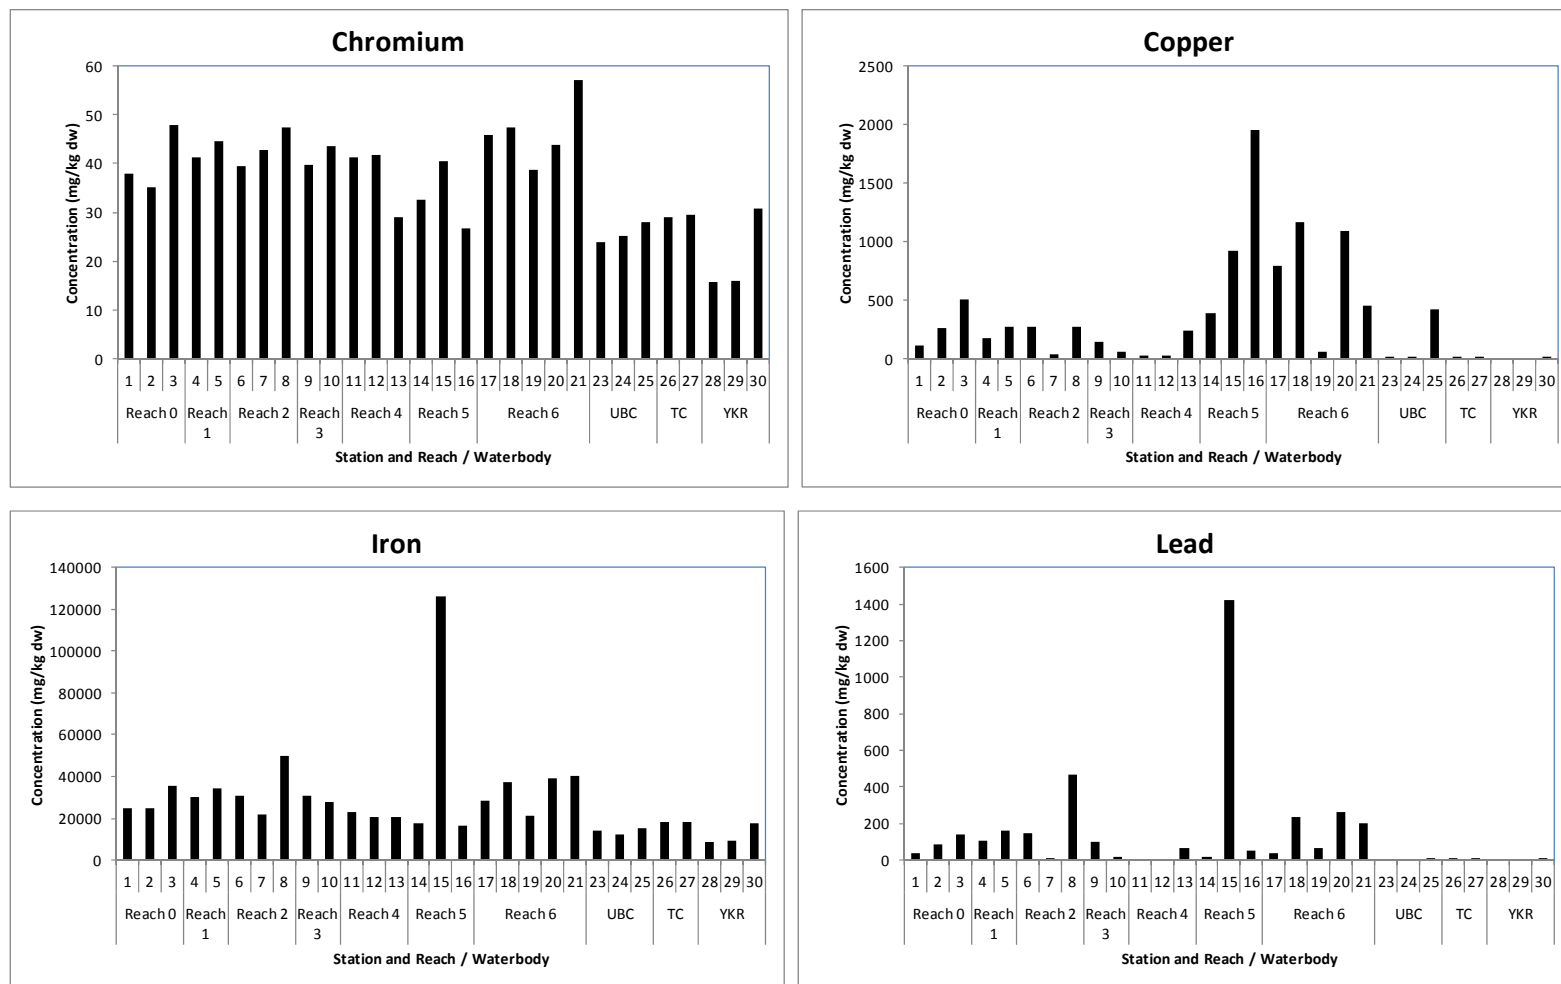 Chromium
Concentration (mg/kg dw)
60
50
40
30
20
10
0
1 2 3 4 5 6 7 8 9 10 11 12 13 14 15 16 17 18 19 20 21 23 24 25 26 27 28 29 30
Reach 0 Reach 1 Reach 2 Reach 3 Reach 4 Reach 5 Reach 6 UBC TC YKR
Station and Reach / Waterbody
Copper
Concentration (mg/kg dw)
2500
2000
1500
1000
500
0
1 2 3 4 5 6 7 8 9 10 11 12 13 14 15 16 17 18 19 20 21 23 24 25 26 27 28 29 30
Reach 0 Reach 1 Reach 2 Reach 3 Reach 4 Reach 5 Reach 6 UBC TC YKR
Station and Reach / Waterbody
Iron
Concentration (mg/kg dw)
140000
120000
100000
80000
60000
40000
20000
0
1 2 3 4 5 6 7 8 9 10 11 12 13 14 15 16 17 18 19 20 21 23 24 25 26 27 28 29 30
Reach 0 Reach 1 Reach 2 Reach 3 Reach 4 Reach 5 Reach 6 UBC TC YKR
Station and Reach / Waterbody
Lead
Concentration (mg/kg dw)
1600
1400
1200
1000
800
600
400
200
0
1 2 3 4 5 6 7 8 9 10 11 12 13 14 15 16 17 18 19 20 21 23 24 25 26 27 28 29 30
Reach 0 Reach 1 Reach 2 Reach 3 Reach 4 Reach 5 Reach 6 UBC TC YKR
Station and Reach / Waterbody